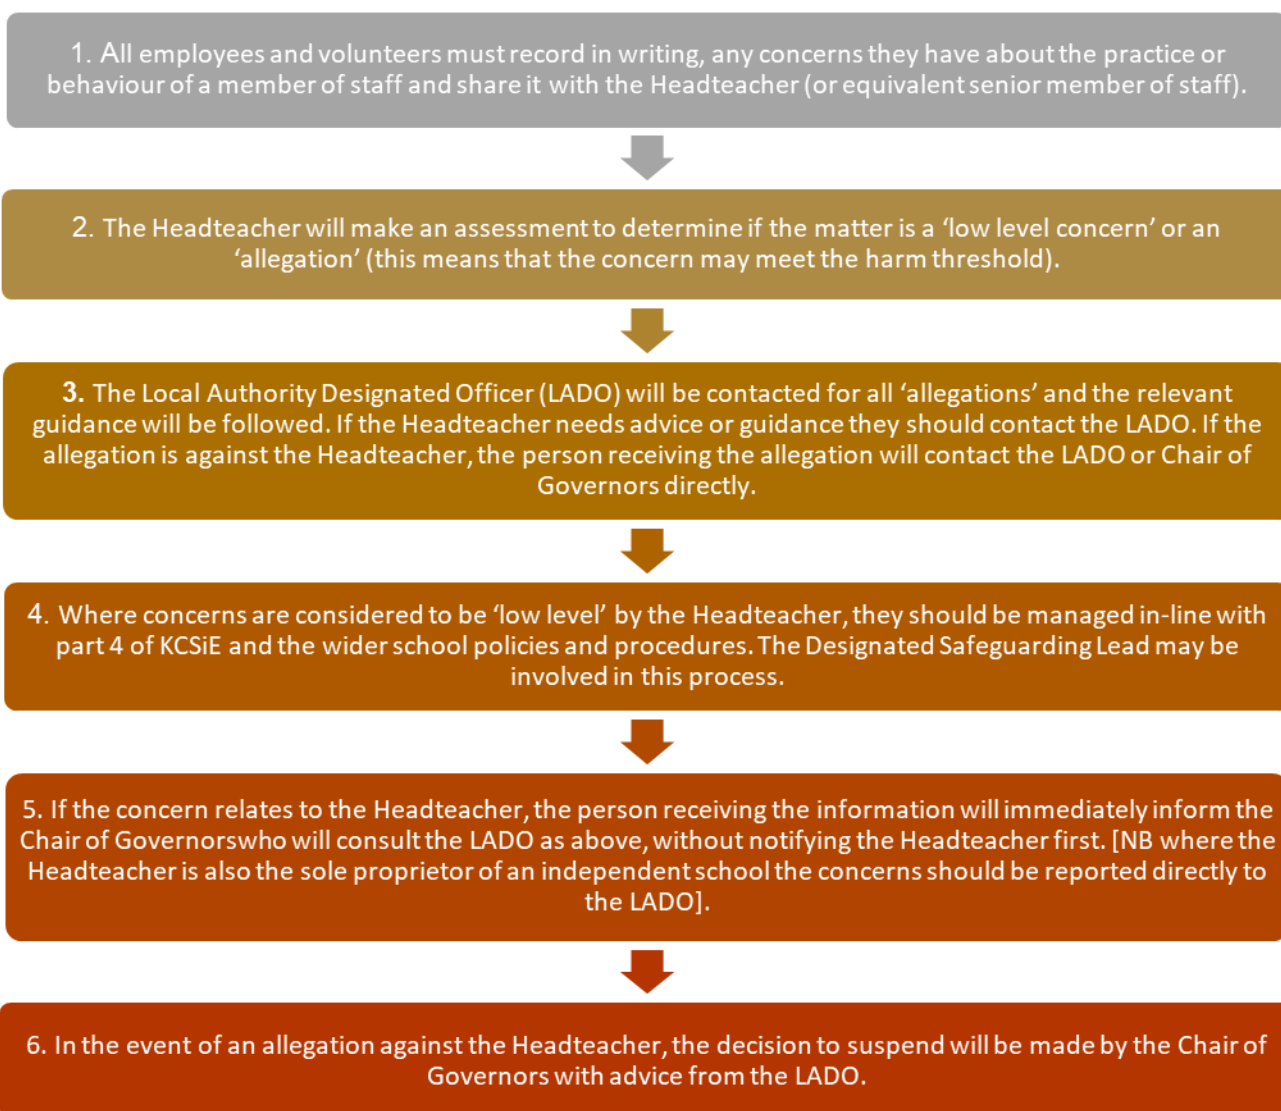 1. All employees and volunteers must record in writing, any concerns they have about the practice or
behaviour of a member of staff and share it with the Headteacher (or equivalent senior member of staff).
2. The Headteacher will make an assessment to determine if the matter is a ‘low level concern’ or an
‘allegation’ (this means that the concern may meet the harm threshold).
3. The Local Authority Designated Officer (LADO) will be contacted for all ‘allegations’ and the relevant
guidance will be followed. If the Headteacher needs advice or guidance they should contact the LADO. If the
allegation is against the Headteacher, the person receiving the allegation will contact the LADO or Chair of
Governors directly.
4. Where concerns are considered to be ‘low level’ by the Headteacher, they should be managed in-line with
part 4 of KCSiE and the wider school policies and procedures. The Designated Safeguarding Lead may be
involved in this process.
5. If the concern relates to the Headteacher, the person receiving the information will immediately inform the
Chair of Governorswho will consult the LADO as above, without notifying the Headteacher first. [NB where the
Headteacher is also the sole proprietor of an independent school the concerns should be reported directly to
the LADO].
6. In the event of an allegation against the Headteacher, the decision to suspend will be made by the Chair of
Governors with advice from the LADO.